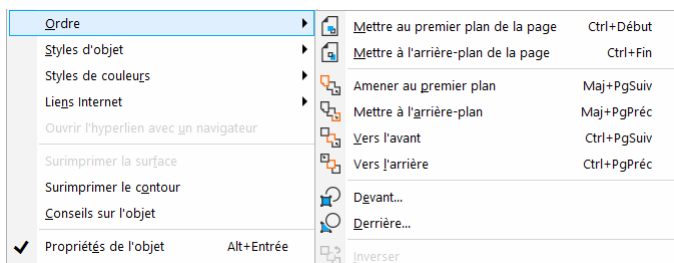 Ordre
Styles d'objet
Styles de couleurs
Liens Internet
Ouvrir l'hyperlien avec un navigateur
Surimprimer la surface
Surimprimer le contour
Conseils sur l'objet
Propriétés de l'objet Alt+Entrée
Mettre au premier plan de la page Ctrl+Début
Mettre à l'arrière-plan de la page Ctrl+Fin
Amener au premier plan Maj+PgSuiv
Mettre à l'arrière-plan Maj+PgPréc
Vers l'avant Ctrl+PgSuiv
Vers l'arrière Ctrl+PgPréc
Devant...
Derrière...
Inverser